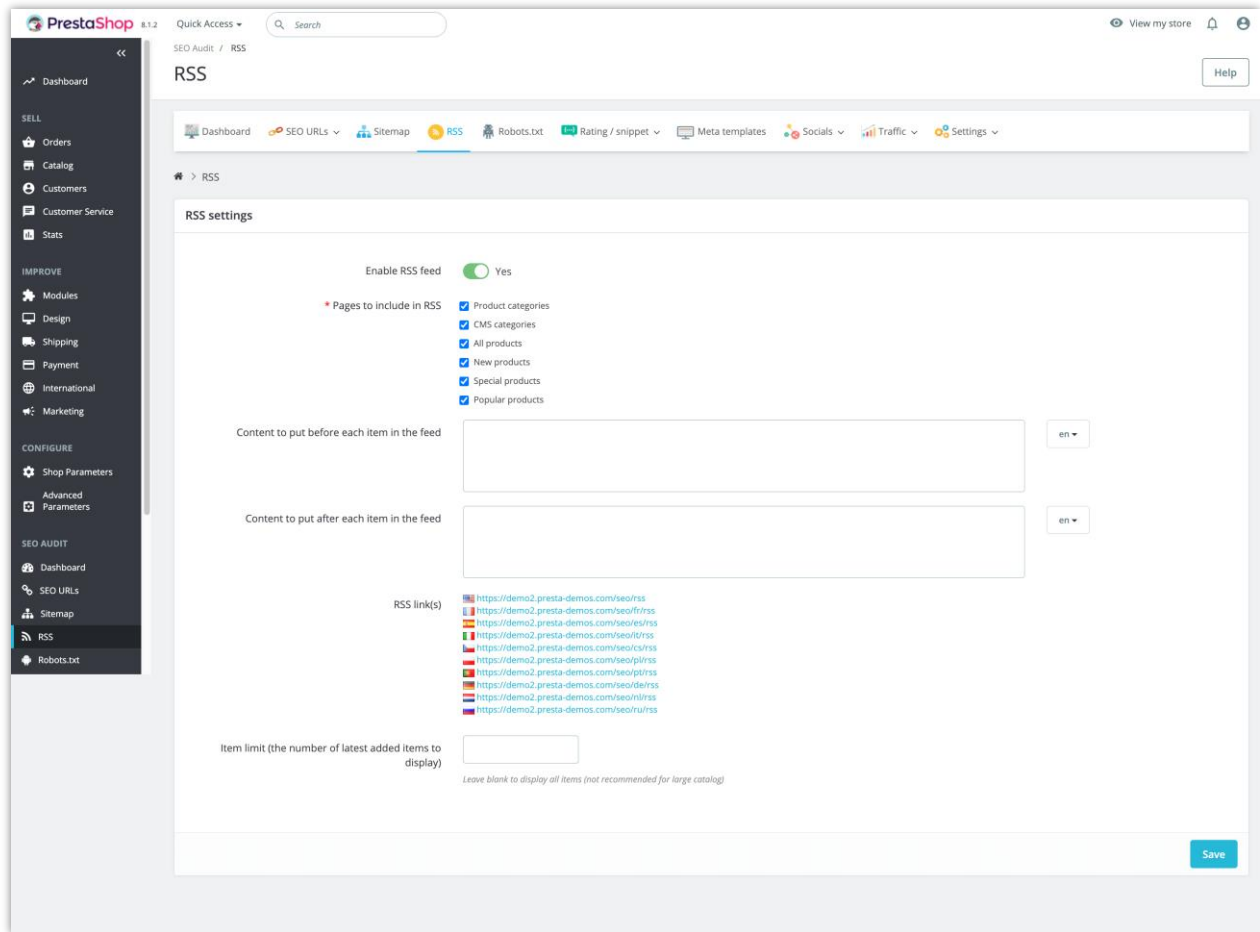 PrestaShop 8.1.2 Quick Access Search View my store
SEO Audit / RSS
RSS
Help
Dashboard
SELL
Orders
Catalog
Customers
Customer Service
Stats
IMPROVE
Modules
Design
Shipping
Payment
International
Marketing
CONFIGURE
Shop Parameters
Advanced
Parameters
SEO AUDIT
Dashboard
SEO URLs
Sitemap
RSS
Robots.txt
Dashboard SEO URLs Sitemap RSS Robots.txt Rating / snippet Meta templates Socials Traffic Settings
> RSS
RSS settings
Enable RSS feed Yes
* Pages to include in RSS
Product categories
CMS categories
All products
New products
Special products
Popular products
Content to put before each item in the feed en
Content to put after each item in the feed en
RSS link(s)
https://demo2.presta-demos.com/seo/rss
https://demo2.presta-demos.com/seo/fr/rss
https://demo2.presta-demos.com/seo/es/rss
https://demo2.presta-demos.com/seo/it/rss
https://demo2.presta-demos.com/seo/cs/rss
https://demo2.presta-demos.com/seo/pl/rss
https://demo2.presta-demos.com/seo/pt/rss
https://demo2.presta-demos.com/seo/de/rss
https://demo2.presta-demos.com/seo/nl/rss
https://demo2.presta-demos.com/seo/ru/rss
Item limit (the number of latest added items to
display)
Leave blank to display all items (not recommended for large catalog)
Save